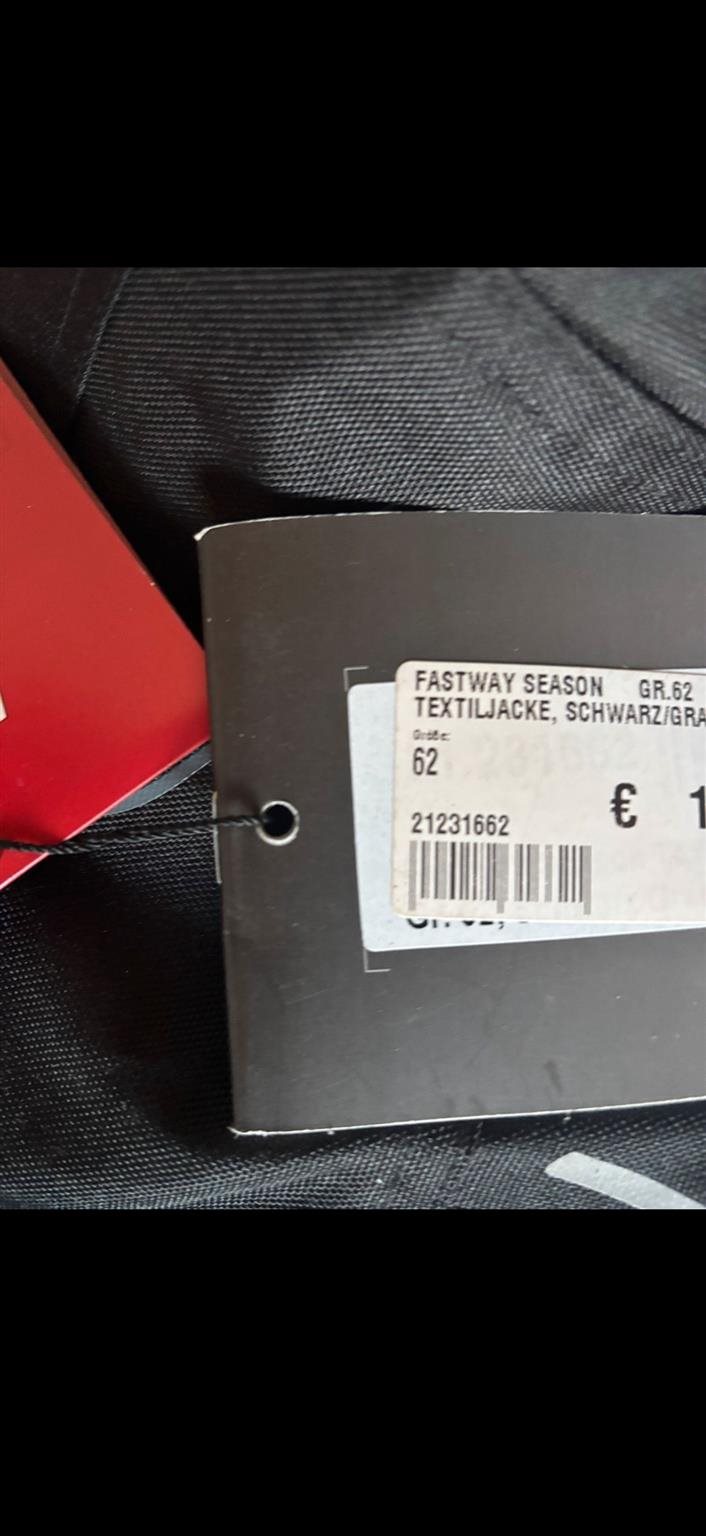 FASTWAY SEASON GR.62
TEXTILJACKE, SCHWARZ/GRA
Größe:
62
€ 1
21231662